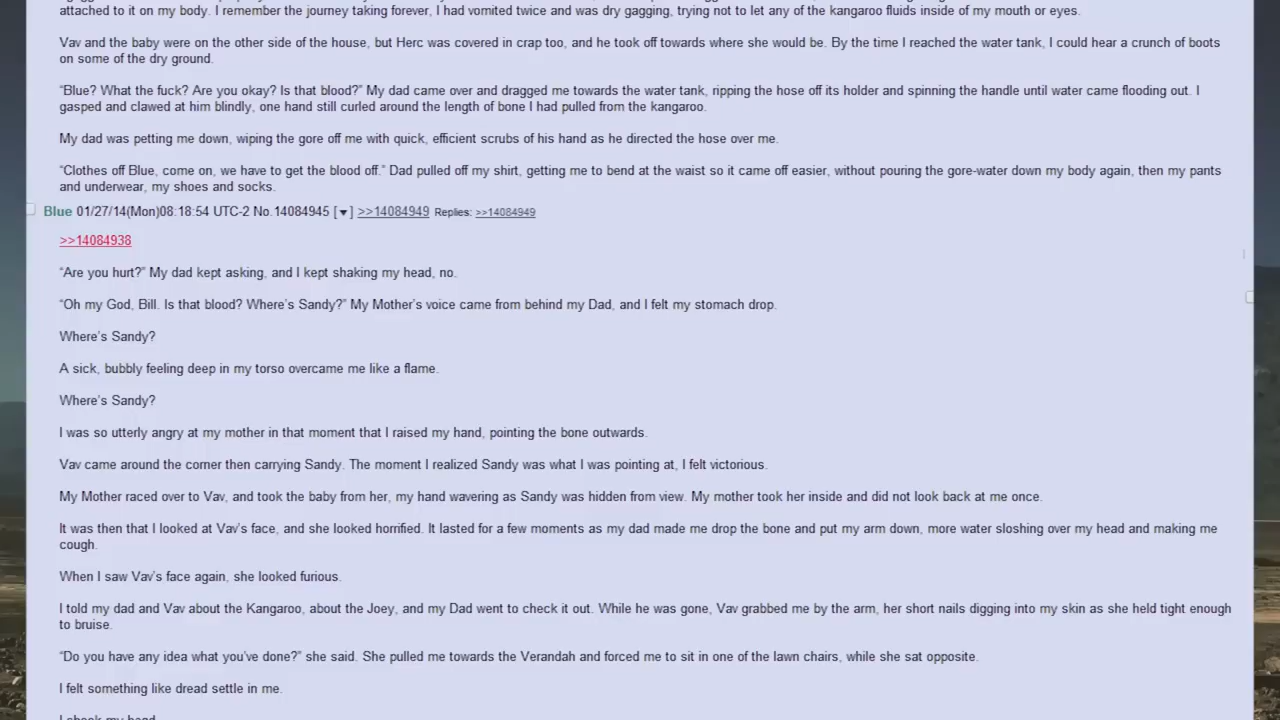 attached to it on my body. I remember the journey taking forever, I had vomited twice and was dry gagging, trying not to let any of the kangaroo fluids inside of my mouth or eyes.
Vav and the baby were on the other side of the house, but Herc was covered in crap too, and he took off towards where she would be. By the time I reached the water tank, I could hear a crunch of boots
on some of the dry ground.
“Blue? What the fuck? Are you okay? Is that blood?” My dad came over and dragged me towards the water tank, ripping the hose off its holder and spinning the handle until water came flooding out. I
gasped and clawed at him blindly, one hand still curled around the length of bone I had pulled from the kangaroo.
My dad was petting me down, wiping the gore off me with quick, efficient scrubs of his hand as he directed the hose over me.
“Clothes off Blue, come on, we have to get the blood off.” Dad pulled off my shirt, getting me to bend at the waist so it came off easier, without pouring the gore-water down my body again, then my pants
and underwear, my shoes and socks.
Blue 01/27/14(Mon)08:18:54 UTC-2 No.14084945 [▼] >>14084949 Replies: >>14084949
>>14084938
“Are you hurt?” My dad kept asking, and I kept shaking my head, no.
“Oh my God, Bill. Is that blood? Where’s Sandy?” My Mother’s voice came from behind my Dad, and I felt my stomach drop.
Where’s Sandy?
A sick, bubbly feeling deep in my torso overcame me like a flame.
Where’s Sandy?
I was so utterly angry at my mother in that moment that I raised my hand, pointing the bone outwards.
Vav came around the corner then carrying Sandy. The moment I realized Sandy was what I was pointing at, I felt victorious.
My Mother raced over to Vav, and took the baby from her, my hand wavering as Sandy was hidden from view. My mother took her inside and did not look back at me once.
It was then that I looked at Vav’s face, and she looked horrified. It lasted for a few moments as my dad made me drop the bone and put my arm down, more water sloshing over my head and making me
cough.
When I saw Vav’s face again, she looked furious.
I told my dad and Vav about the Kangaroo, about the Joey, and my Dad went to check it out. While he was gone, Vav grabbed me by the arm, her short nails digging into my skin as she held tight enough
to bruise.
“Do you have any idea what you’ve done?” she said. She pulled me towards the Verandah and forced me to sit in one of the lawn chairs, while she sat opposite.
I felt something like dread settle in me.
I shook my head